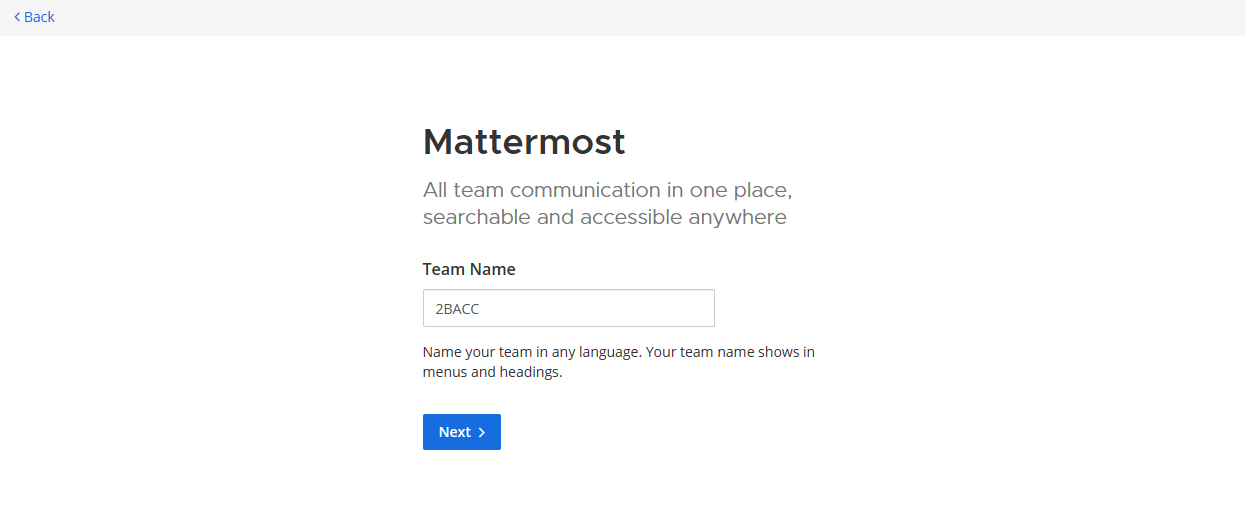 Back
Mattermost
All team communication in one place,
searchable and accessible anywhere
Team Name
2BACC
Name your team in any language. Your team name shows in
menus and headings.
Next